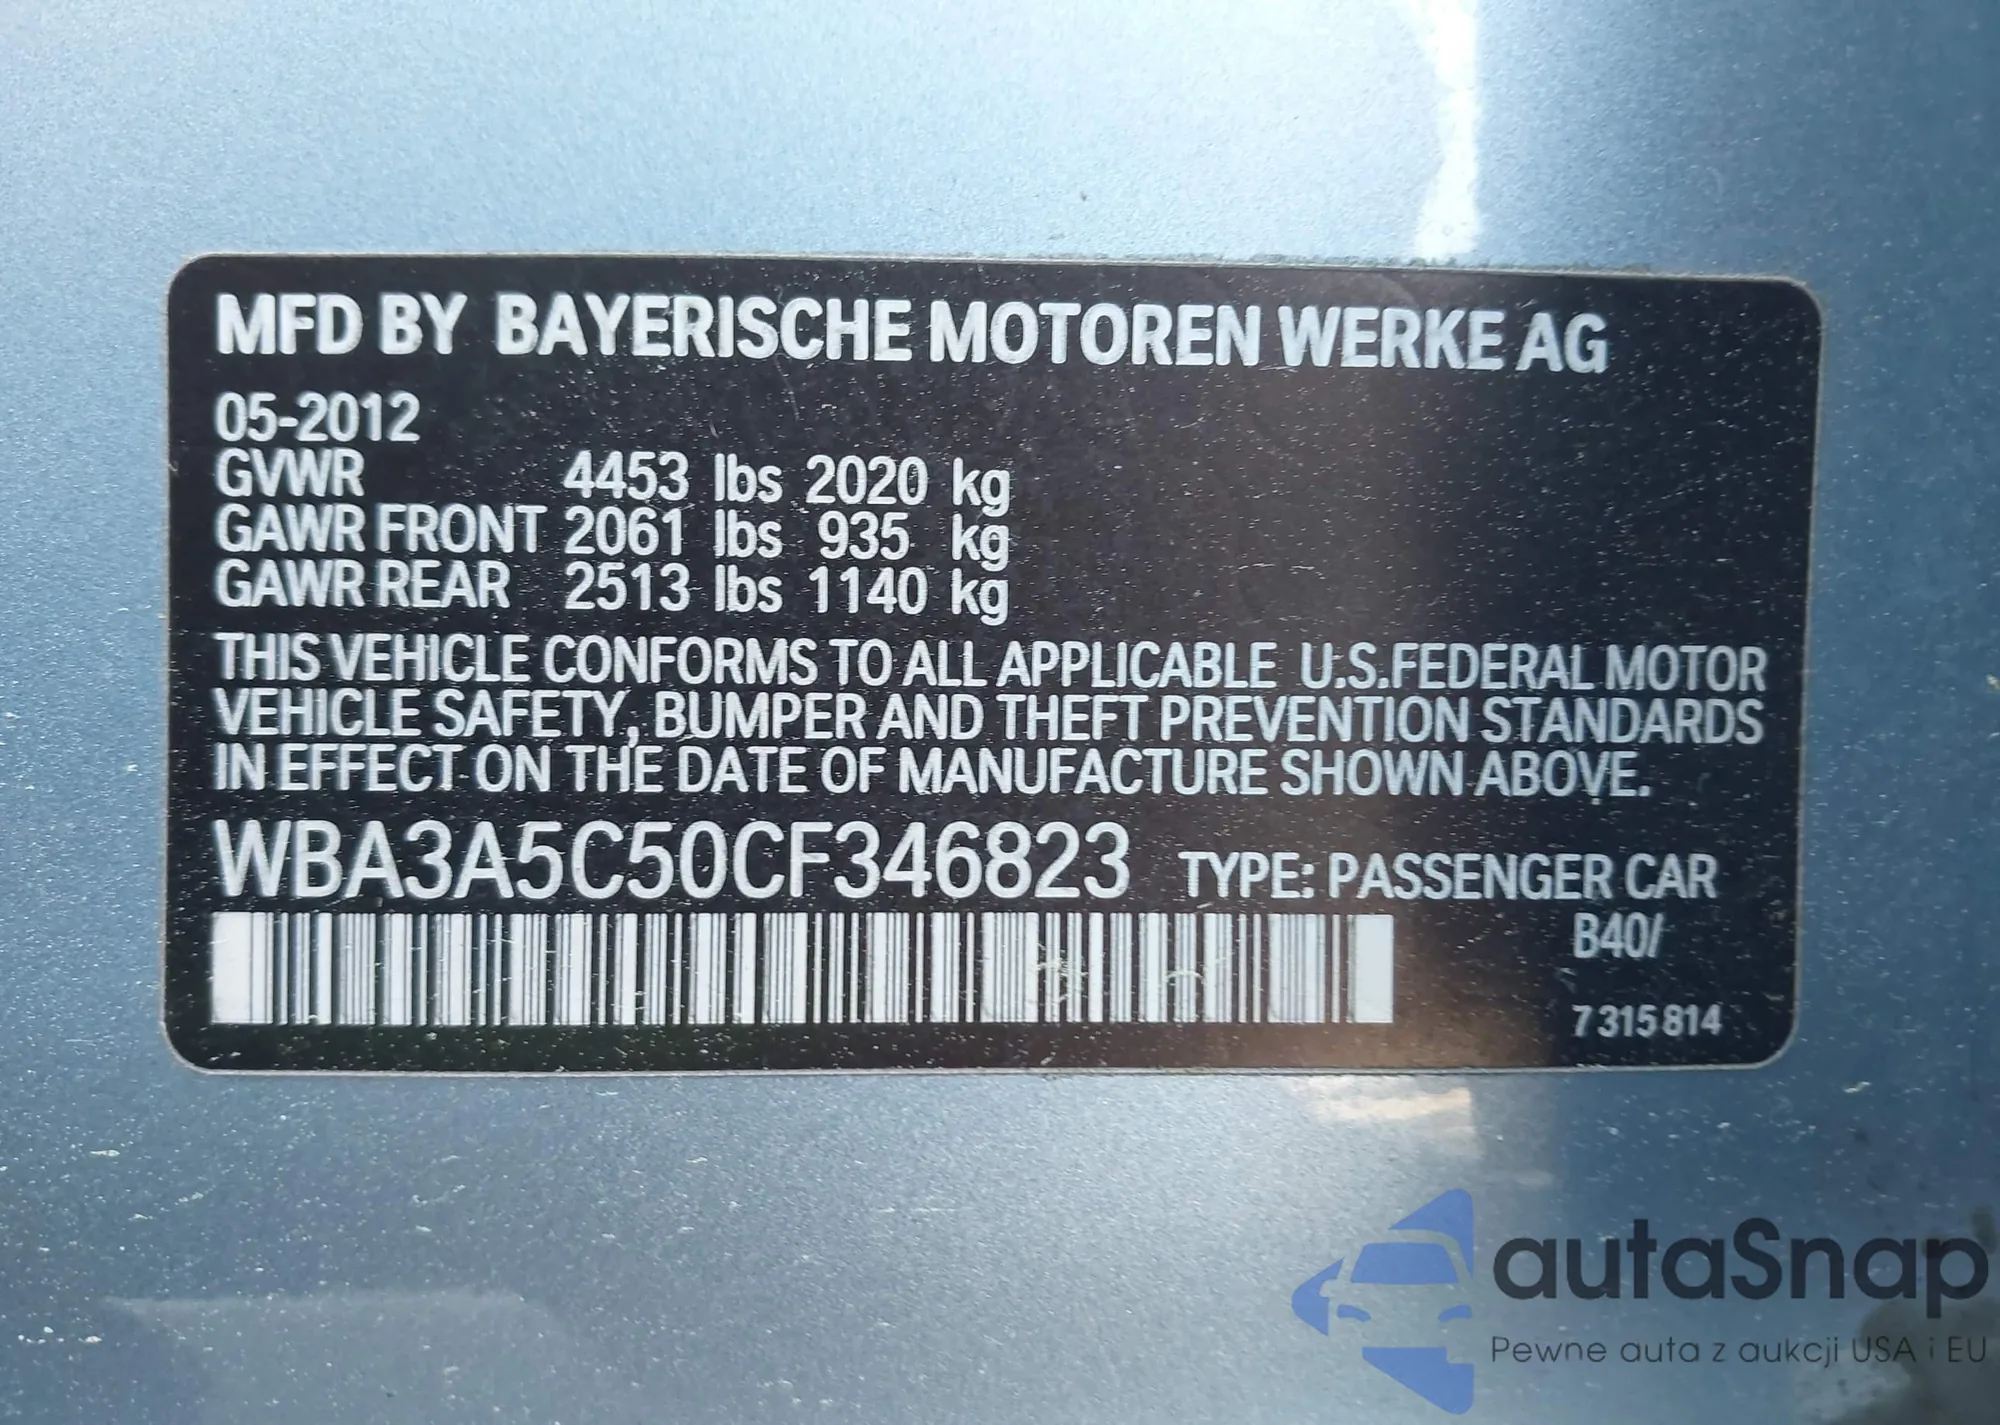 MFD BY BAYERISCHE MOTOREN WERKE AG
05-2012
GVWR 4453 lbs 2020 kg
GAWR FRONT 2061 lbs 935 kg
GAWR REAR 2513 lbs 1140 kg
THIS VEHICLE CONFORMS TO ALL APPLICABLE U.S.FEDERAL MOTOR
VEHICLE SAFETY, BUMPER AND THEFT PREVENTION STANDARDS
IN EFFECT ON THE DATE OF MANUFACTURE SHOWN ABOVE.
WBA3A5C50CF346823 TYPE: PASSENGER CAR
B40/
7 315 814
autaSnap
Pewne auta z aukcji USA i EU